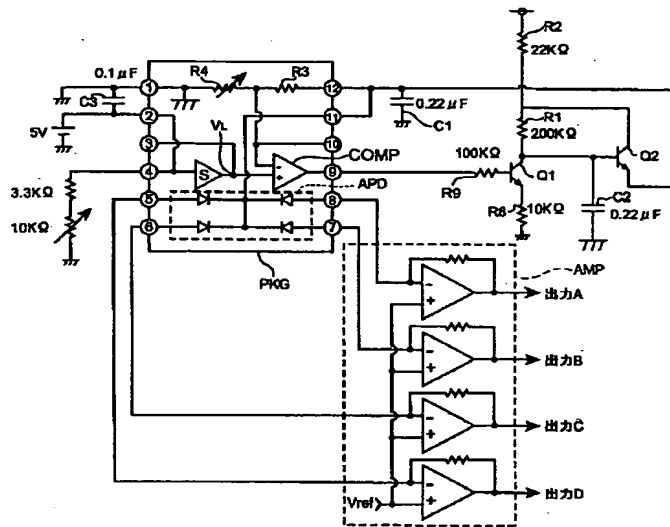 R2
22KΩ
0.1μF
R4
R3
1
12
C3
2
11
0.22μF
C1
R1
200KΩ
5V
3
VL
10
COMP
100KΩ
Q2
4
S
9
Q1
3.3KΩ
APD
R9
5
8
R6
10KΩ
C2
0.22μF
10KΩ
6
7
PKG
AMP
出力A
出力B
出力C
出力D
Vref